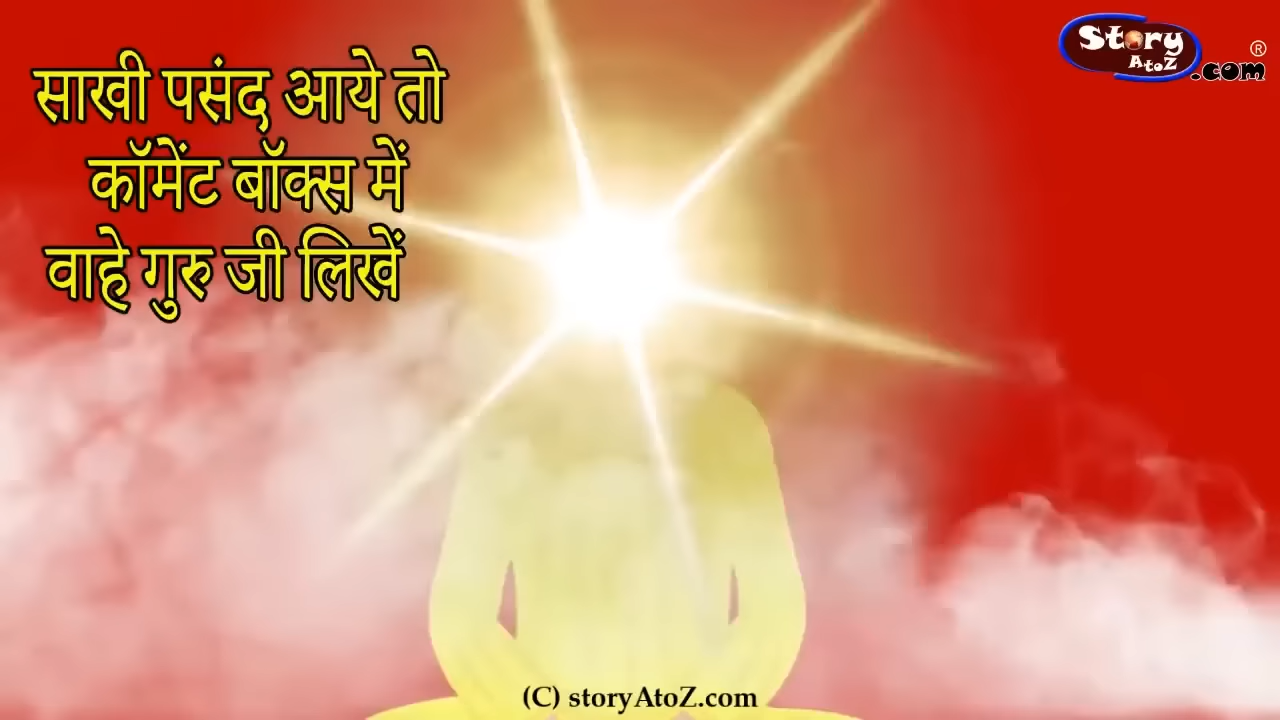 साखी पसंद आये तो
कॉमेंट बॉक्स में
वाहे गुरु जी लिखें
Story
AtoZ
.com
®
(C) storyAtoZ.com